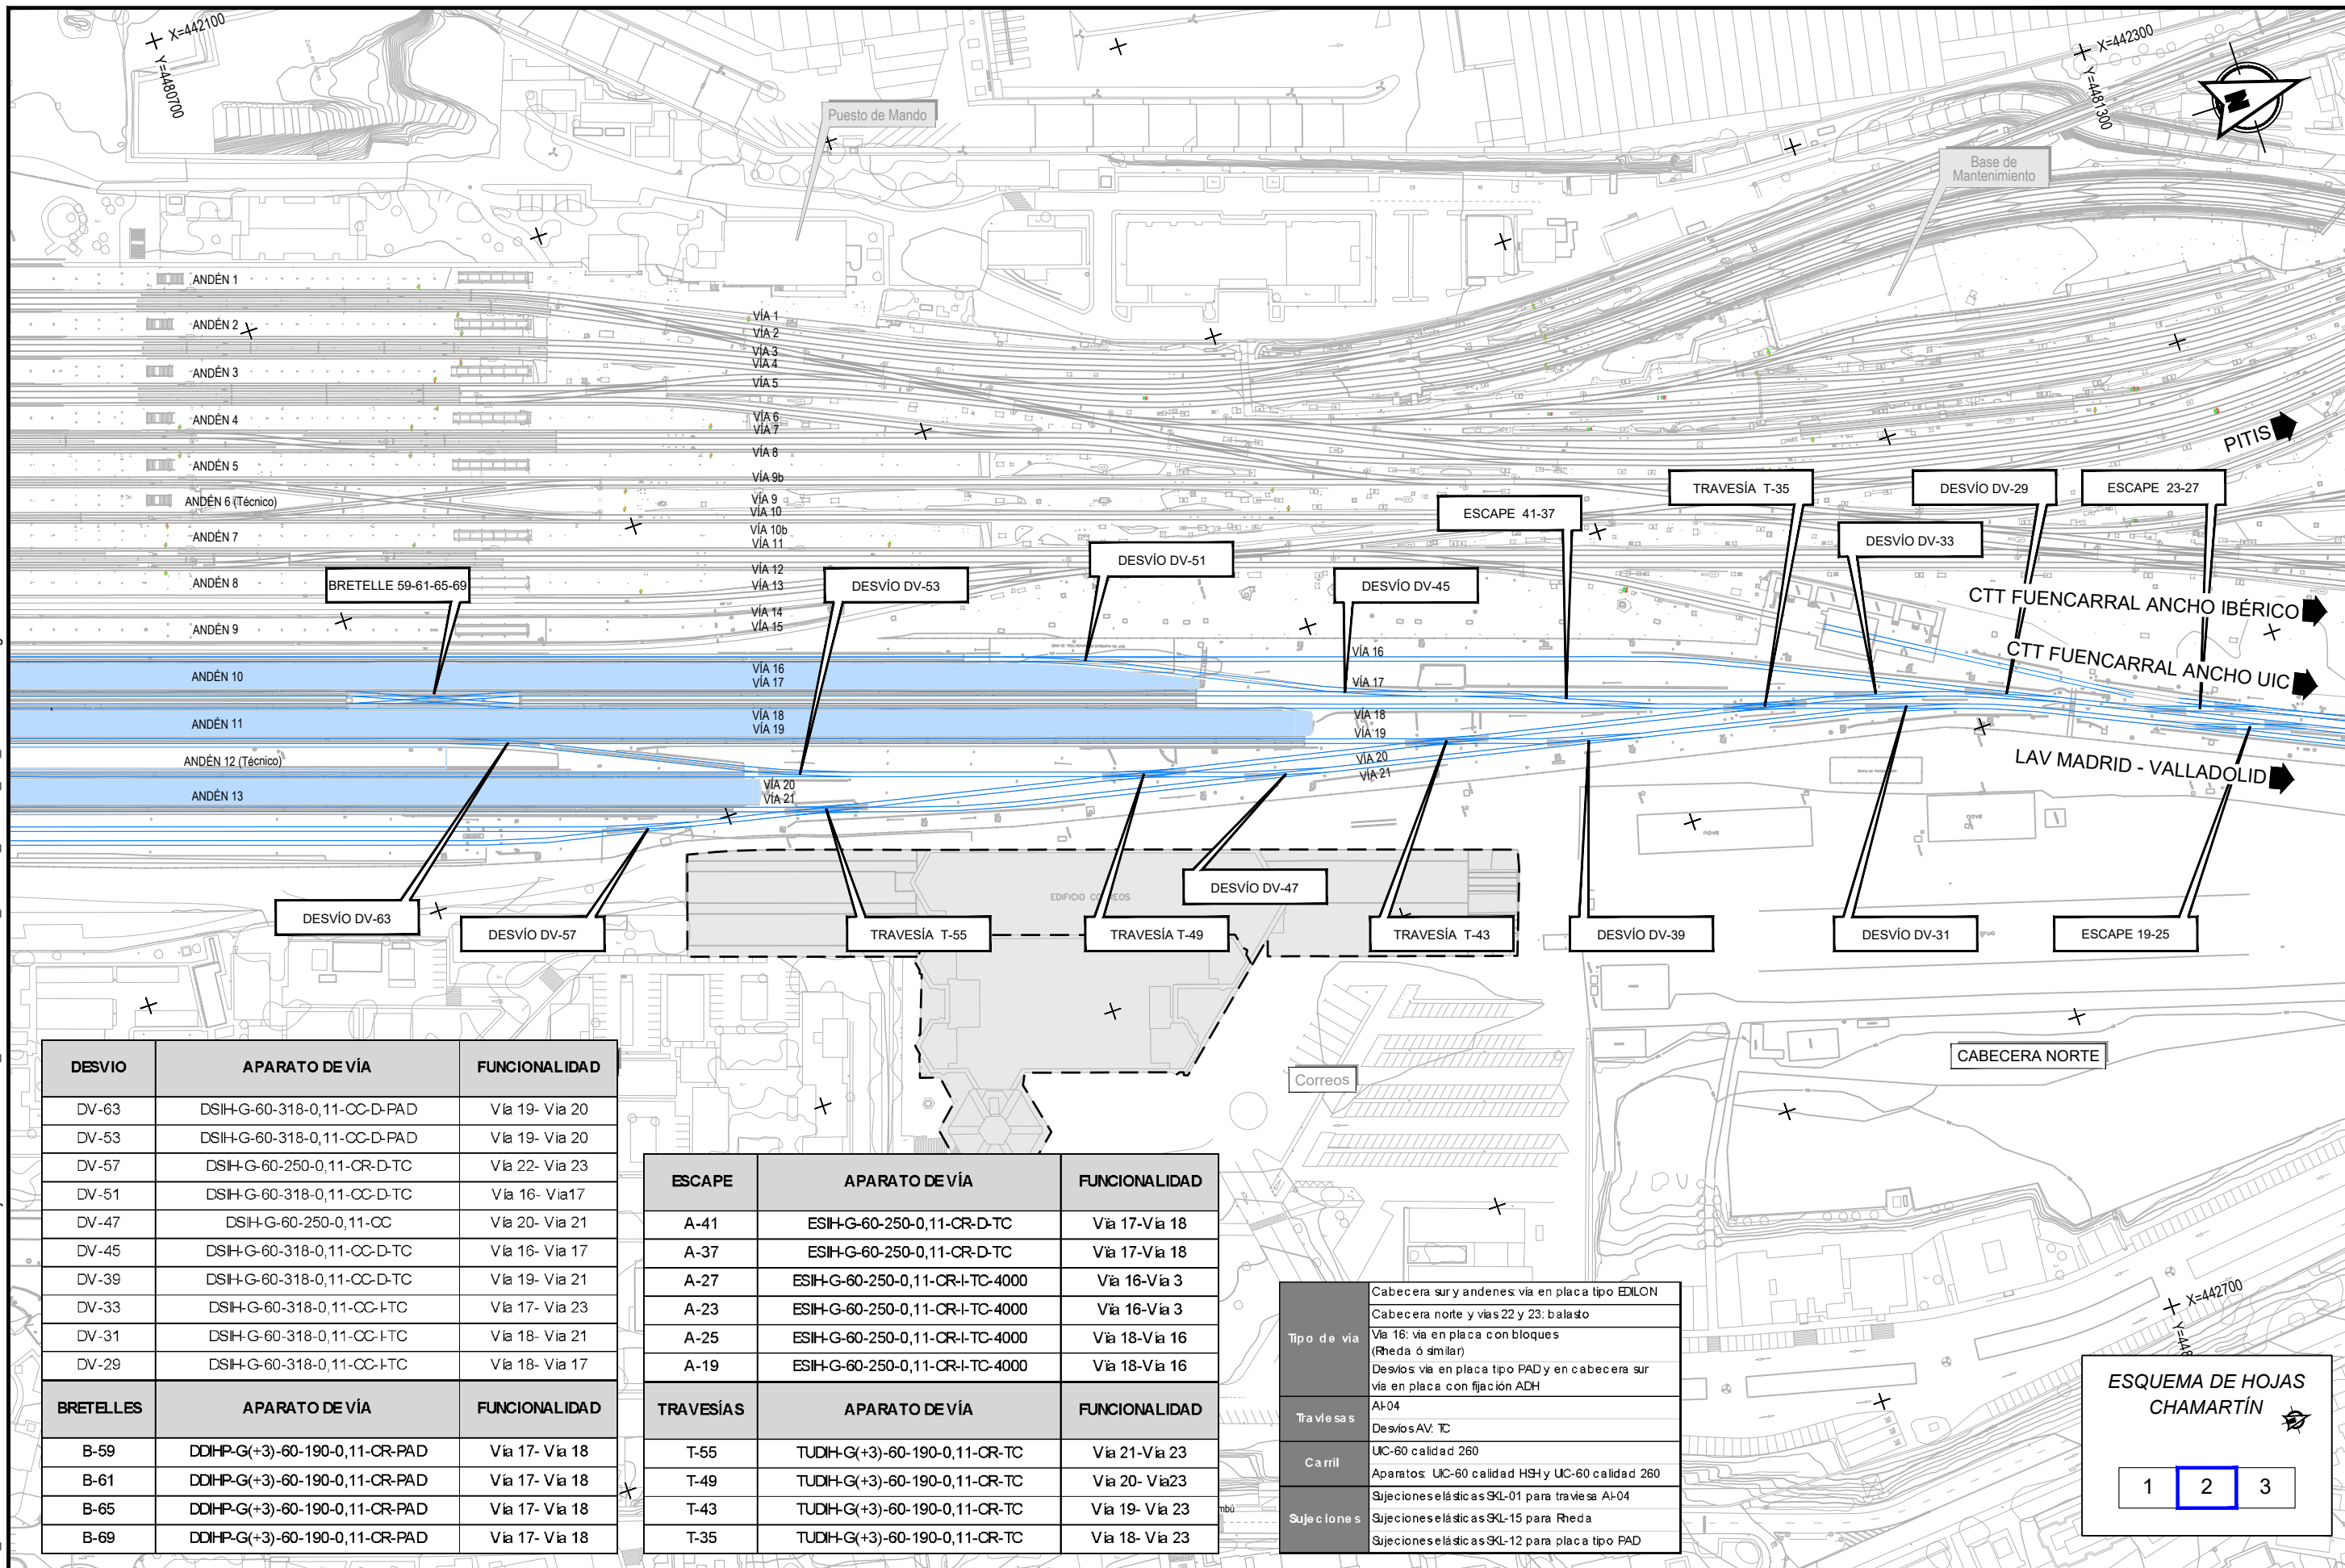 X=442100
Y=4480700
X=442300
Y=4481300
N
Puesto de Mando
Base de
Mantenimiento
ANDÉN 1
ANDÉN 2
ANDÉN 3
ANDÉN 4
ANDÉN 5
ANDÉN 6 (Técnico)
ANDÉN 7
ANDÉN 8
ANDÉN 9
ANDÉN 10
ANDÉN 11
ANDÉN 12 (Técnico)
ANDÉN 13
VÍA 1
VÍA 2
VÍA 3
VÍA 4
VÍA 5
VÍA 6
VÍA 7
VÍA 8
VÍA 9b
VÍA 9
VÍA 10
VÍA 10b
VÍA 11
VÍA 12
VÍA 13
VÍA 14
VÍA 15
VÍA 16
VÍA 17
VÍA 18
VÍA 19
VÍA 20
VÍA 21
VÍA 16
VÍA 17
VÍA 18
VÍA 19
VÍA 20
VÍA 21
PITIS
CTT FUENCARRAL ANCHO IBÉRICO
CTT FUENCARRAL ANCHO UIC
LAV MADRID - VALLADOLID
TRAVESÍA T-35
DESVÍO DV-29
ESCAPE 23-27
ESCAPE 41-37
DESVÍO DV-33
DESVÍO DV-51
DESVÍO DV-45
DESVÍO DV-53
BRETELLE 59-61-65-69
nave
nave
grua
EDIFICIO CORREOS
DESVÍO DV-47
DESVÍO DV-63
DESVÍO DV-57
TRAVESÍA T-55
TRAVESÍA T-49
TRAVESÍA T-43
DESVÍO DV-39
DESVÍO DV-31
ESCAPE 19-25
CABECERA NORTE
Correos
DESVIO APARATO DE VÍA FUNCIONALIDAD
DV-63 DSIH-G-60-318-0,11-CC-D-PAD Vía 19- Via 20
DV-53 DSIH-G-60-318-0,11-CC-D-PAD Vía 19- Via 20
DV-57 DSIH-G-60-250-0,11-CR-D-TC Vía 22- Via 23
DV-51 DSIH-G-60-318-0,11-CC-D-TC Vía 16- Via17
DV-47 DSIH-G-60-250-0,11-CC Vía 20- Via 21
DV-45 DSIH-G-60-318-0,11-CC-D-TC Vía 16- Via 17
DV-39 DSIH-G-60-318-0,11-CC-D-TC Vía 19- Via 21
DV-33 DSIH-G-60-318-0,11-CC-I-TC Vía 17- Via 23
DV-31 DSIH-G-60-318-0,11-CC-I-TC Vía 18- Via 21
DV-29 DSIH-G-60-318-0,11-CC-I-TC Vía 18- Via 17
BRETELLES APARATO DE VÍA FUNCIONALIDAD
B-59 DDIHP-G(+3)-60-190-0,11-CR-PAD Vía 17- Vía 18
B-61 DDIHP-G(+3)-60-190-0,11-CR-PAD Vía 17- Vía 18
B-65 DDIHP-G(+3)-60-190-0,11-CR-PAD Vía 17- Vía 18
B-69 DDIHP-G(+3)-60-190-0,11-CR-PAD Vía 17- Vía 18
ESCAPE APARATO DE VÍA FUNCIONALIDAD
A-41 ESIH-G-60-250-0,11-CR-D-TC Vía 17-Vía 18
A-37 ESIH-G-60-250-0,11-CR-D-TC Vía 17-Vía 18
A-27 ESIH-G-60-250-0,11-CR-I-TC-4000 Vía 16-Vía 3
A-23 ESIH-G-60-250-0,11-CR-I-TC-4000 Vía 16-Vía 3
A-25 ESIH-G-60-250-0,11-CR-I-TC-4000 Vía 18-Vía 16
A-19 ESIH-G-60-250-0,11-CR-I-TC-4000 Vía 18-Vía 16
TRAVESÍAS APARATO DE VÍA FUNCIONALIDAD
T-55 TUDIH-G(+3)-60-190-0,11-CR-TC Vía 21-Vía 23
T-49 TUDIH-G(+3)-60-190-0,11-CR-TC Vía 20- Vía23
T-43 TUDIH-G(+3)-60-190-0,11-CR-TC Vía 19- Vía 23
T-35 TUDIH-G(+3)-60-190-0,11-CR-TC Vía 18- Vía 23
Tipo de via
Cabecera sur y andenes: vía en placa tipo EDILON
Cabecera norte y vías 22 y 23: balasto
Vía 16: vía en placa con bloques
(Rheda ó similar)
Desvíos: vía en placa tipo PAD y en cabecera sur
vía en placa con fijación ADH
Traviesas
AI-04
Desvíos AV: TC
Carril
UIC-60 calidad 260
Aparatos: UIC-60 calidad HSH y UIC-60 calidad 260
Sujeciones
Sujeciones elásticas SKL-01 para traviesa AI-04
Sujeciones elásticas SKL-15 para Rheda
Sujeciones elásticas SKL-12 para placa tipo PAD
X=442700
Y=448
ESQUEMA DE HOJAS
CHAMARTÍN
1 2 3